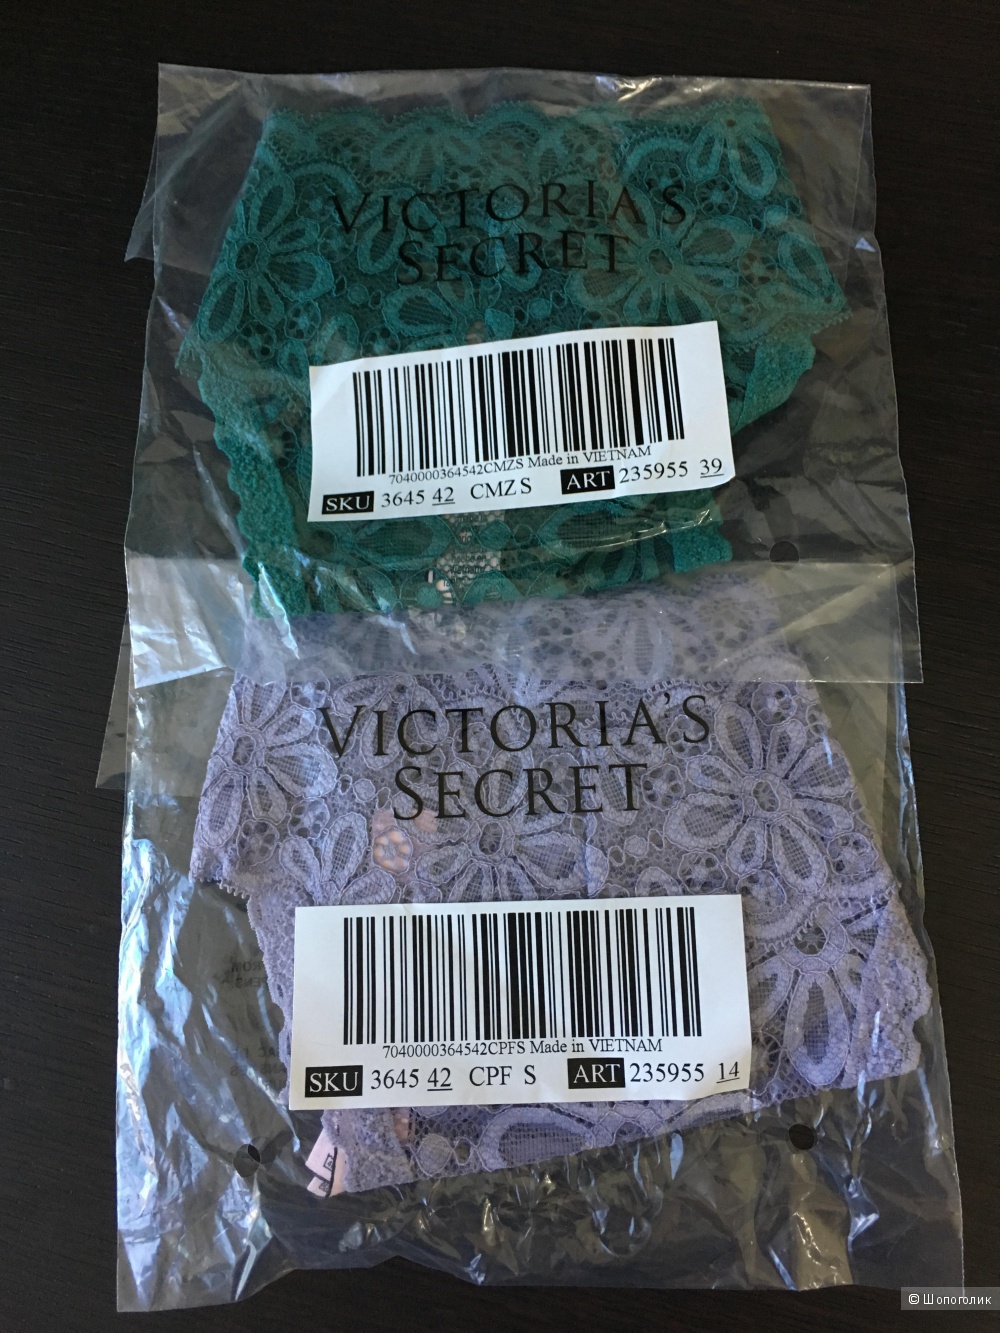 VICTORIA'S
SECRET
7040000364542CMZS Made in VIETNAM
SKU 3645 42 CMZ S ART 235955 39
VICTORIA'S
SECRET
7040000364542CPFS Made in VIETNAM
SKU 3645 42 CPF S ART 235955 14
© Шопоголик